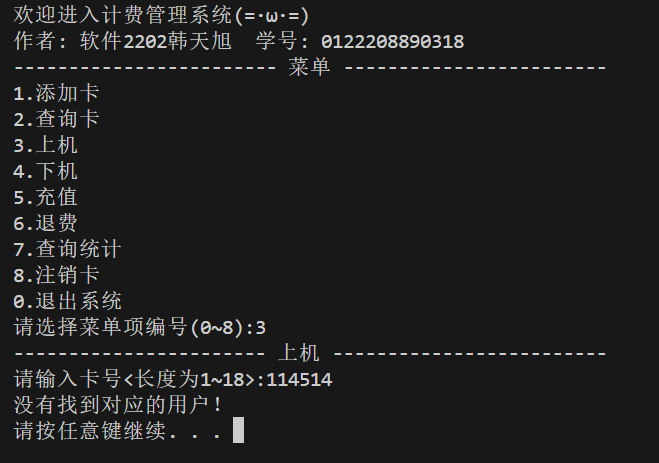 欢迎进入计费管理系统(=·ω·=)
作者: 软件2202韩天旭  学号: 0122208890318
------------------------ 菜单 ------------------------
1.添加卡
2.查询卡
3.上机
4.下机
5.充值
6.退费
7.查询统计
8.注销卡
0.退出系统
请选择菜单项编号(0~8):3
----------------------- 上机 -------------------------
请输入卡号<长度为1~18>:114514
没有找到对应的用户!
请按任意键继续. . .